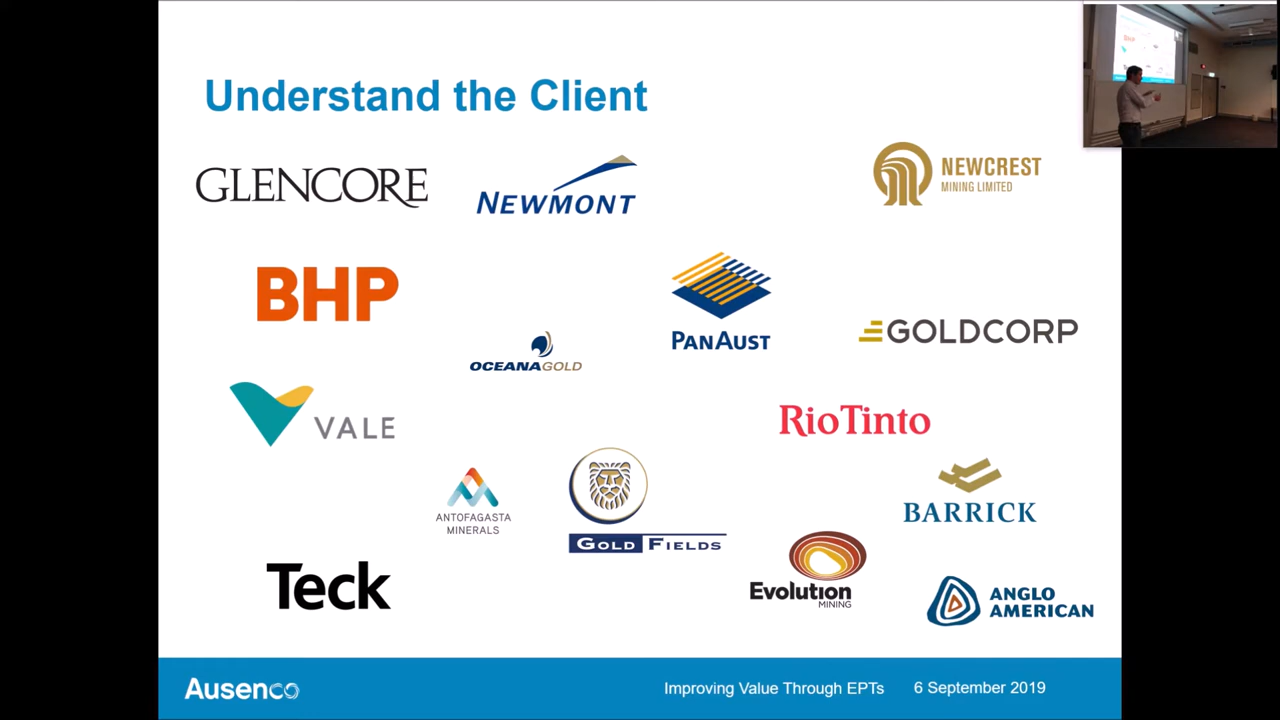 Understand the Client
GLENCORE
NEWMONT
NEWCREST
MINING LIMITED
BHP
PANAUST
GOLDCORP
OCEANAGOLD
VALE
RioTinto
ANTOFAGASTA
MINERALS
GOLD FIELDS
BARRICK
Teck
Evolution
MINING
ANGLO
AMERICAN
Ausenco
Improving Value Through EPTs
6 September 2019